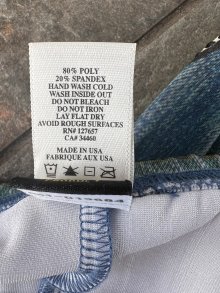 80% POLY
20% SPANDEX
HAND WASH COLD
WASH INSIDE OUT
DO NOT BLEACH
DO NOT IRON
LAY FLAT DRY
AVOID ROUGH SURFACES
RN# 127657
CA# 34460
MADE IN USA
FABRIQUE AUX USA